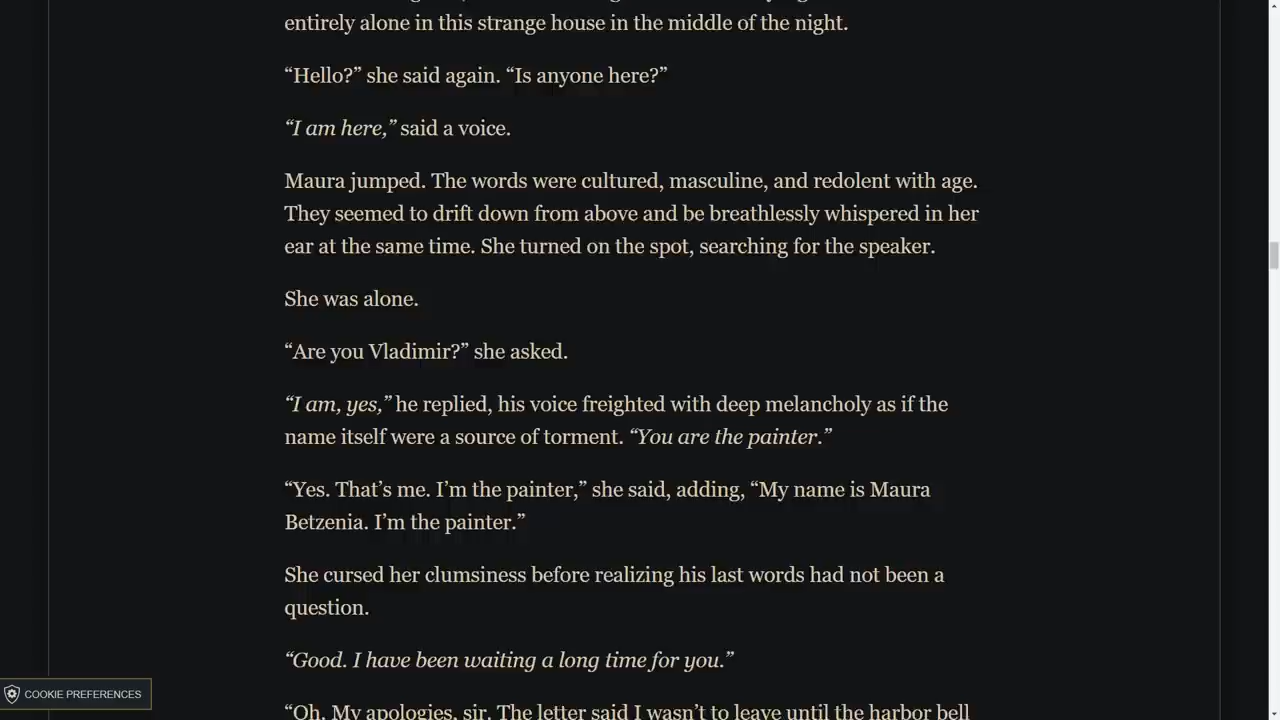 entirely alone in this strange house in the middle of the night.
“Hello?” she said again. “Is anyone here?”
“I am here,” said a voice.
Maura jumped. The words were cultured, masculine, and redolent with age.
They seemed to drift down from above and be breathlessly whispered in her
ear at the same time. She turned on the spot, searching for the speaker.
She was alone.
“Are you Vladimir?” she asked.
“I am, yes,” he replied, his voice freighted with deep melancholy as if the
name itself were a source of torment. “You are the painter.”
“Yes. That’s me. I’m the painter,” she said, adding, “My name is Maura
Betzenia. I’m the painter.”
She cursed her clumsiness before realizing his last words had not been a
question.
“Good. I have been waiting a long time for you.”
“Oh. My apologies, sir. The letter said I wasn’t to leave until the harbor bell
COOKIE PREFERENCES